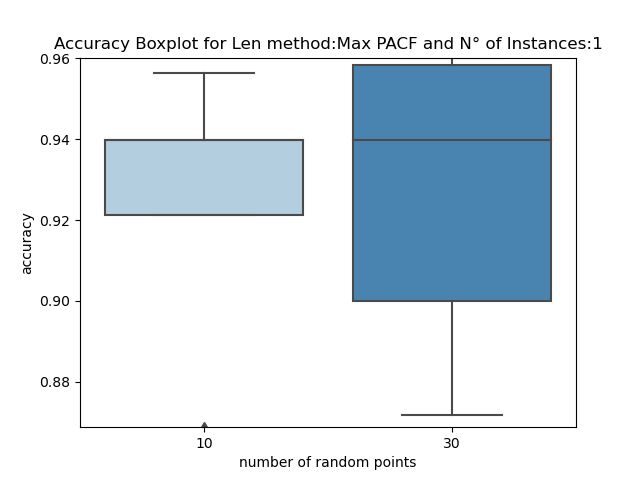 Accuracy Boxplot for Len method:Max PACF and N° of Instances:1
0.96
0.94
0.92
0.90
0.88
accuracy
10
30
number of random points